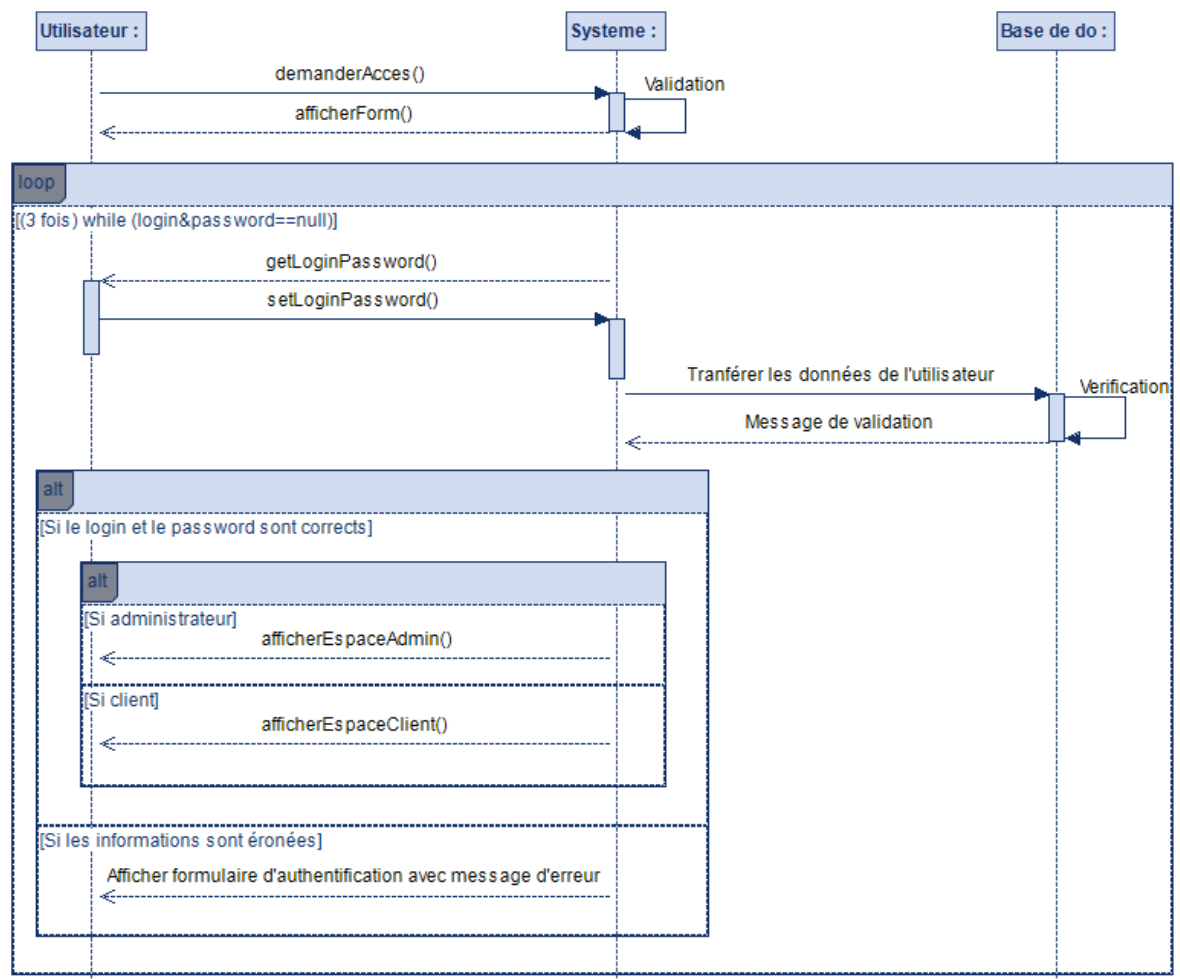 Utilisateur :
Systeme :
Base de do :
demanderAcces()
Validation
afficherForm()
loop
[(3 fois) while (login&password==null)]
getLoginPassword()
setLoginPassword()
Tranférer les données de l'utilisateur
Verification
Message de validation
alt
[Si le login et le password sont corrects]
alt
[Si administrateur]
afficherEspaceAdmin()
[Si client]
afficherEspaceClient()
[Si les informations sont éronées]
Afficher formulaire d'authentification avec message d'erreur